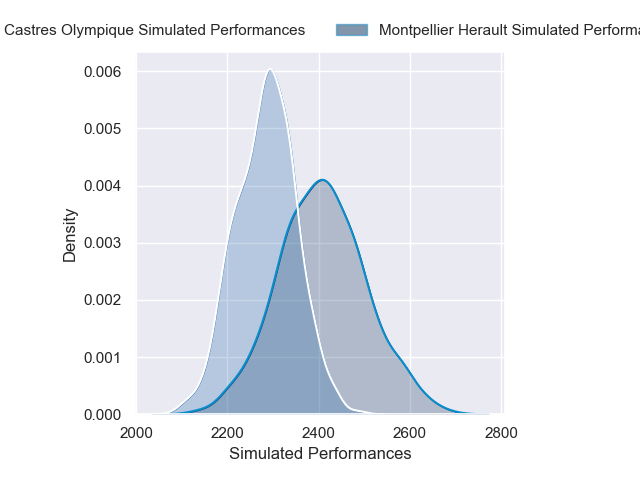 Castres Olympique Simulated Performances
Montpellier Herault Simulated
0.006
0.005
0.004
0.003
0.002
0.001
0.000
Density
2000 2200 2400 2600 2800
Simulated Performances